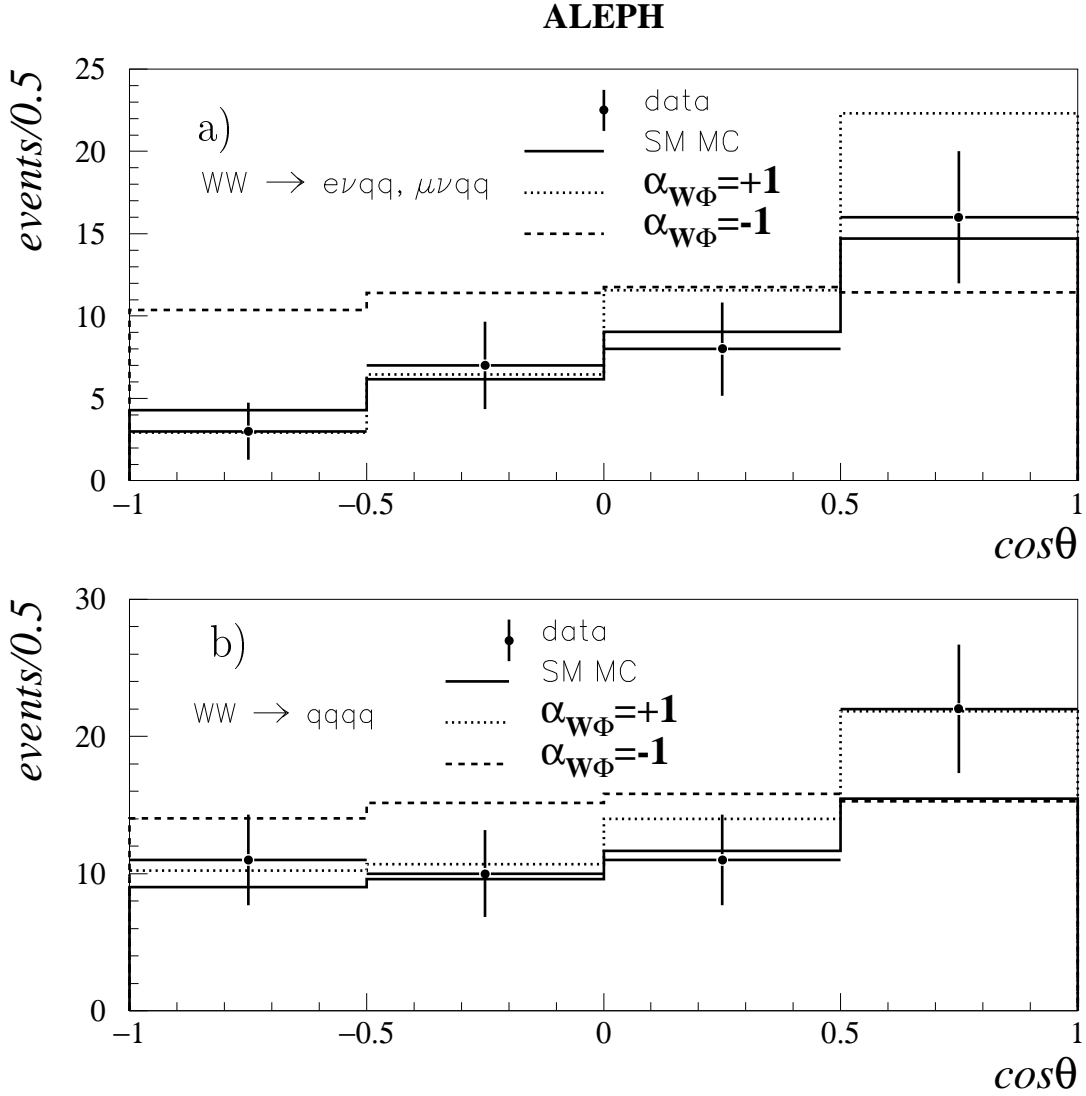 ALEPH
events/0.5
25
20
15
10
5
0
a)
WW → eνqq, μνqq
data
SM MC
α_WΦ=+1
α_WΦ=-1
−1 −0.5 0 0.5 1
cosθ
events/0.5
30
20
10
0
b)
WW → qqqq
data
SM MC
α_WΦ=+1
α_WΦ=-1
−1 −0.5 0 0.5 1
cosθ